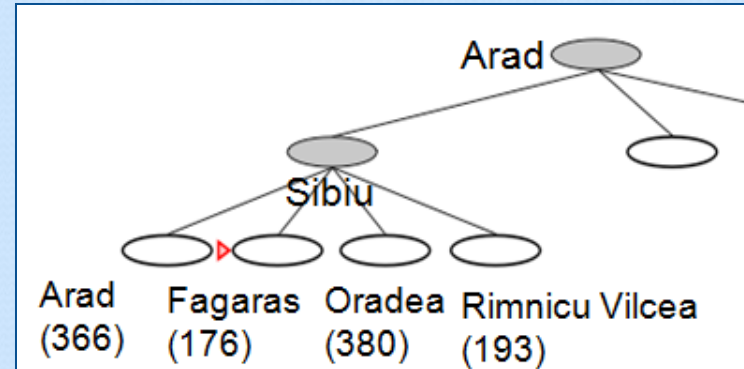 Arad
Sibiu
Arad Fagaras Oradea Rimnicu Vilcea
(366) (176) (380) (193)